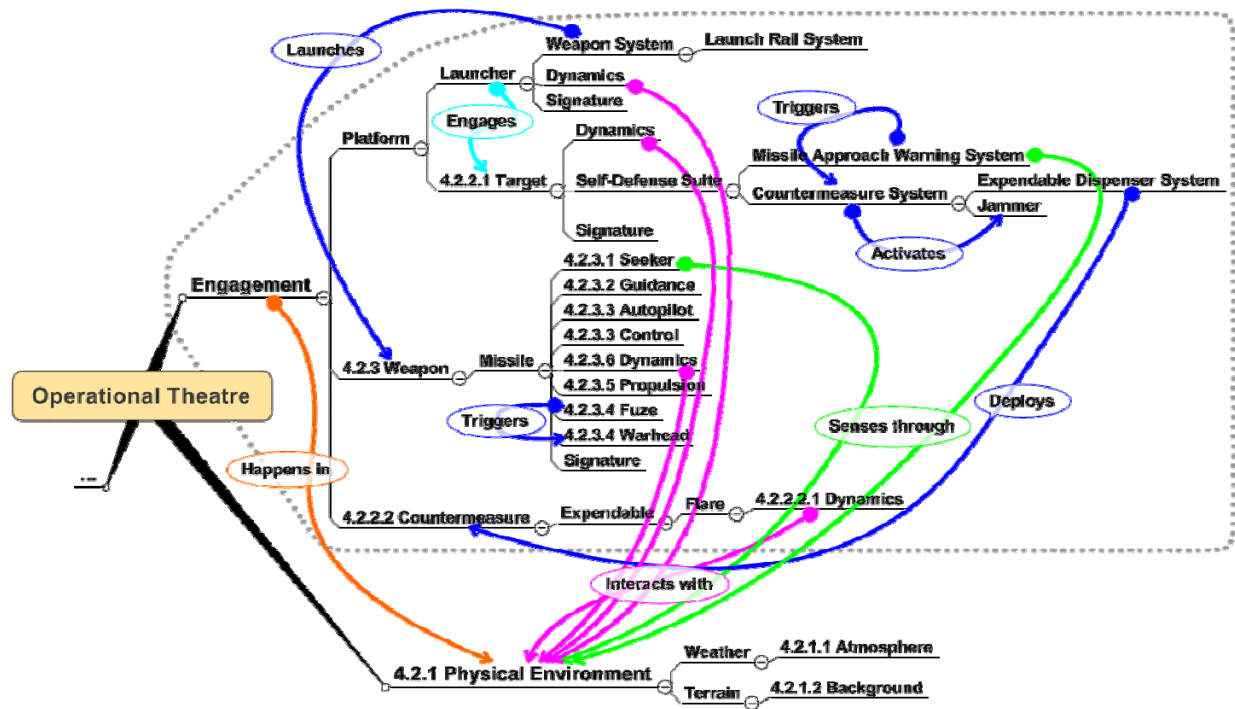 Launches
Weapon System
Launch Rail System
Launcher
Dynamics
Signature
Engages
Triggers
Platform
Dynamics
Missile Approach Warning System
4.2.2.1 Target
Self-Defense Suite
Countermeasure System
Expendable Dispenser System
Jammer
Signature
Activates
4.2.3.1 Seeker
Engagement
4.2.3.2 Guidance
4.2.3.3 Autopilot
4.2.3.3 Control
4.2.3 Weapon
Missile
4.2.3.6 Dynamics
4.2.3.5 Propulsion
Operational Theatre
Deploys
4.2.3.4 Fuze
Triggers
Senses through
4.2.3.4 Warhead
Signature
Happens in
...
4.2.2.2 Countermeasure
Expendable
Flare
4.2.2.2.1 Dynamics
Interacts with
Weather
4.2.1.1 Atmosphere
4.2.1 Physical Environment
Terrain
4.2.1.2 Background